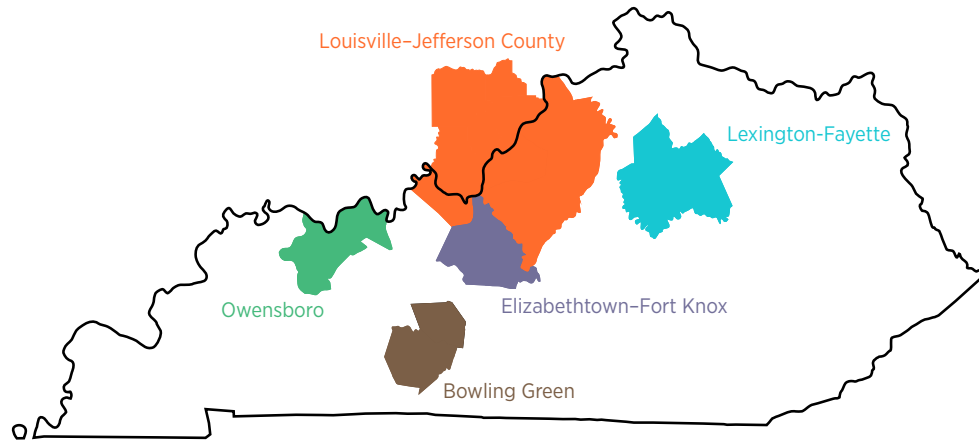 Louisville–Jefferson County
Lexington-Fayette
Owensboro
Elizabethtown–Fort Knox
Bowling Green